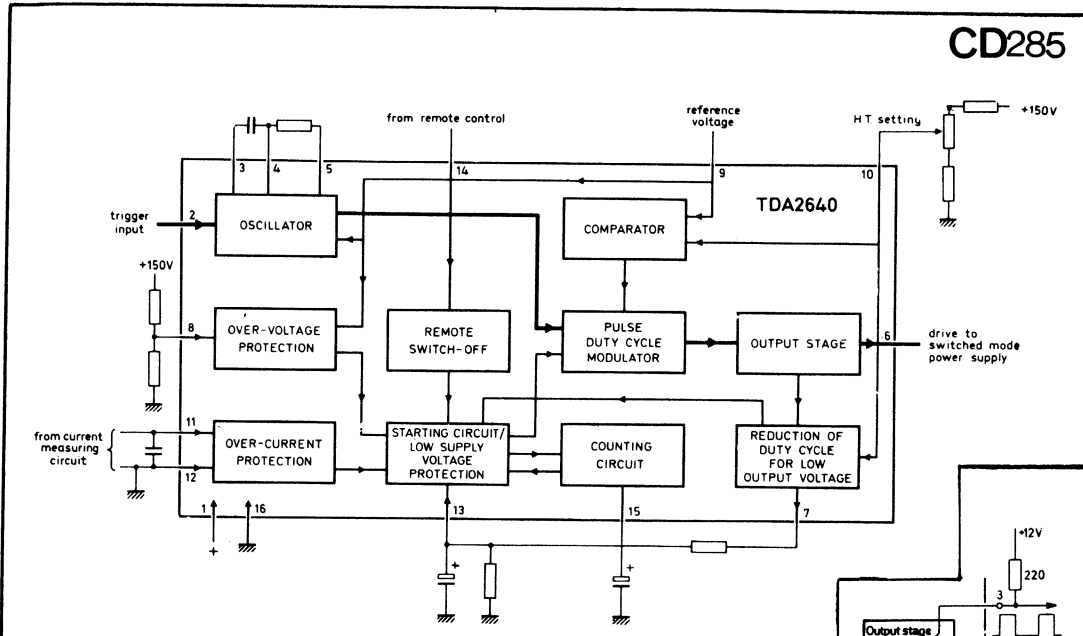 CD285
from remote control
reference
voltage
HT setting
+150V
3
4
5
14
9
10
TDA2640
trigger
input
2
OSCILLATOR
COMPARATOR
+150V
8
OVER-VOLTAGE
PROTECTION
REMOTE
SWITCH-OFF
PULSE
DUTY CYCLE
MODULATOR
OUTPUT STAGE
6
drive to
switched mode
power supply
from current
measuring
circuit
11
12
OVER-CURRENT
PROTECTION
STARTING CIRCUIT/
LOW SUPPLY
VOLTAGE
PROTECTION
COUNTING
CIRCUIT
REDUCTION OF
DUTY CYCLE
FOR LOW
OUTPUT VOLTAGE
1
16
13
15
7
+
+
+
+12V
220
3
Output stage